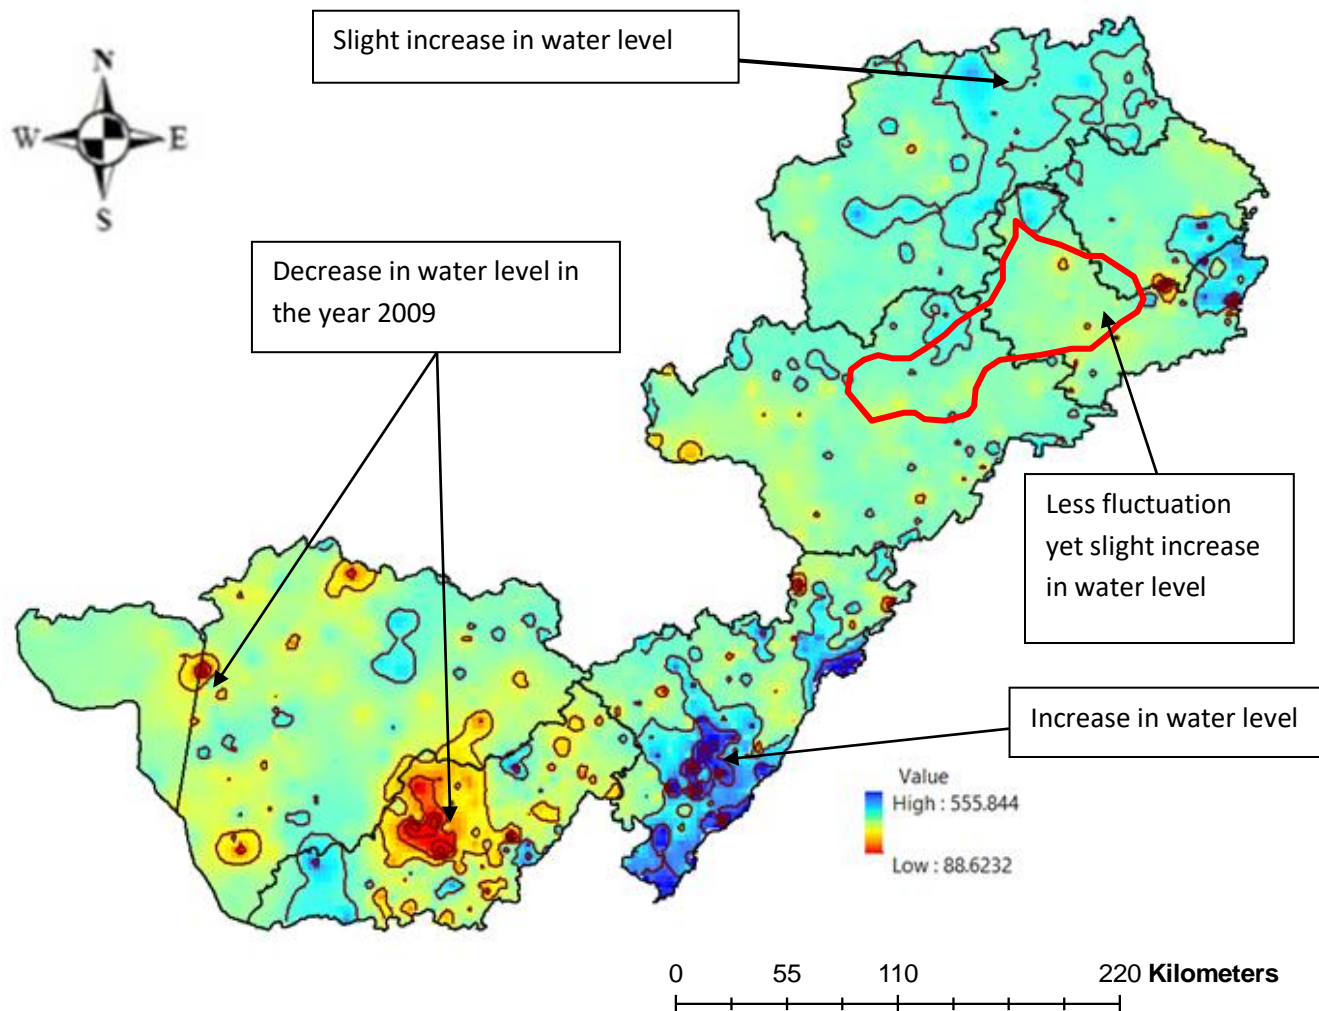 Slight increase in water level
N
W E
S
Decrease in water level in
the year 2009
Less fluctuation
yet slight increase
in water level
Increase in water level
Value
High : 555.844
Low : 88.6232
0 55 110 220 Kilometers